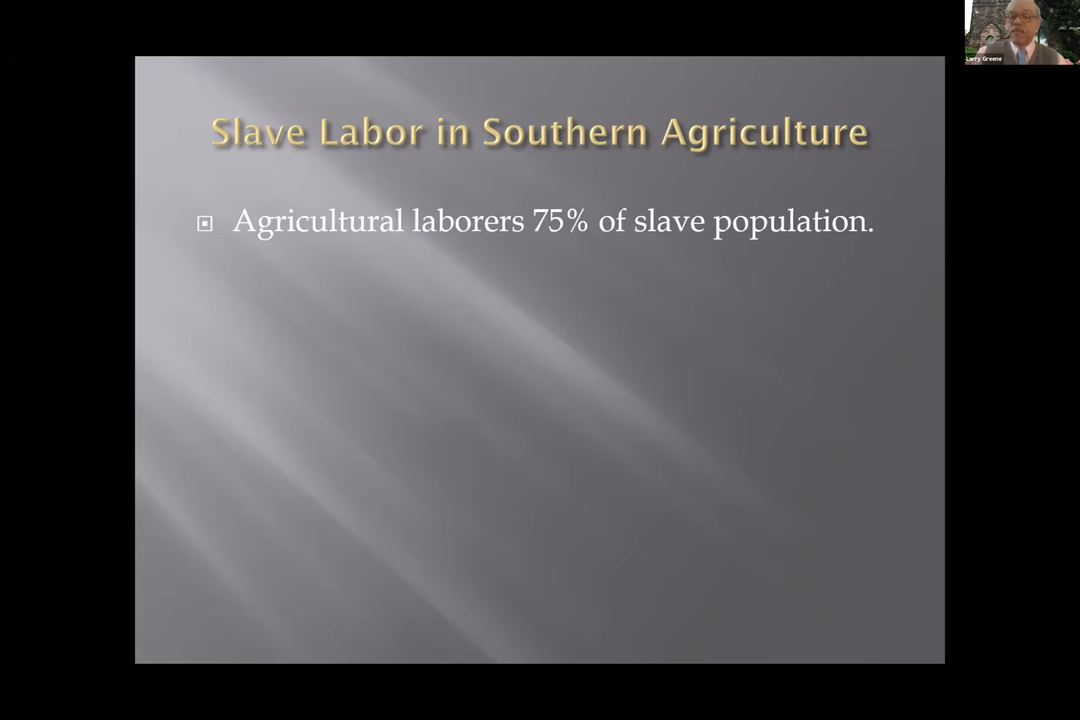 Larry Greene
Slave Labor in Southern Agriculture
Agricultural laborers 75% of slave population.